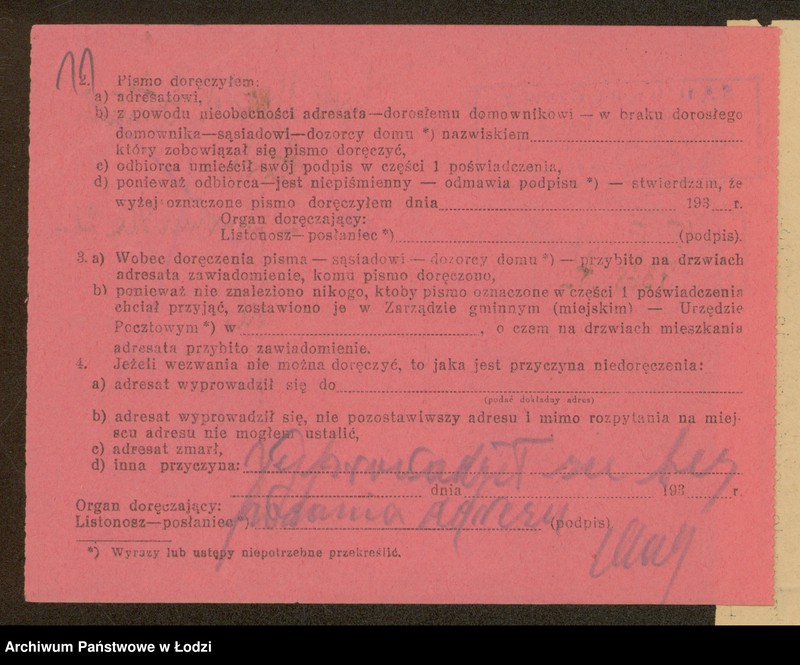 11
2. Pismo doręczyłem:
a) adresatowi,
b) z powodu nieobecności adresata—dorosłemu domownikowi — w braku dorosłego
domownika—sąsiadowi—dozorcy domu *) nazwiskiem
który zobowiązał się pismo doręczyć,
c) odbiorca umieścił swój podpis w części 1 poświadczenia,
d) ponieważ odbiorca—jest niepiśmienny — odmawia podpisu *) — stwierdzam, że
wyżej oznaczone pismo doręczyłem dnia 193 r.
Organ doręczający:
Listonosz—posłaniec *) (podpis).
3. a) Wobec doręczenia pisma — sąsiadowi — dozorcy domu *) — przybito na drzwiach
adresata zawiadomienie, komu pismo doręczono,
b) ponieważ nie znaleziono nikogo, ktoby pismo oznaczone w części 1 poświadczenia
chciał przyjąć, zostawiono je w Zarządzie gminnym (miejskim) — Urzędzie
Pocztowym *) w , o czem na drzwiach mieszkania
adresata przybito zawiadomienie.
4. Jeżeli wezwania nie można doręczyć, to jaka jest przyczyna niedoręczenia:
a) adresat wyprowadził się do
(podać dokładny adres)
b) adresat wyprowadził się, nie pozostawiwszy adresu i mimo rozpytania na miej-
scu adresu nie mogłem ustalić,
c) adresat zmarł,
d) inna przyczyna: Wyprowadził się bez
dnia 193 r.
Organ doręczający: podania adresu
Listonosz—posłaniec *) (podpis)
*) Wyrazy lub ustępy niepotrzebne przekreślić.
Archiwum Państwowe w Łodzi